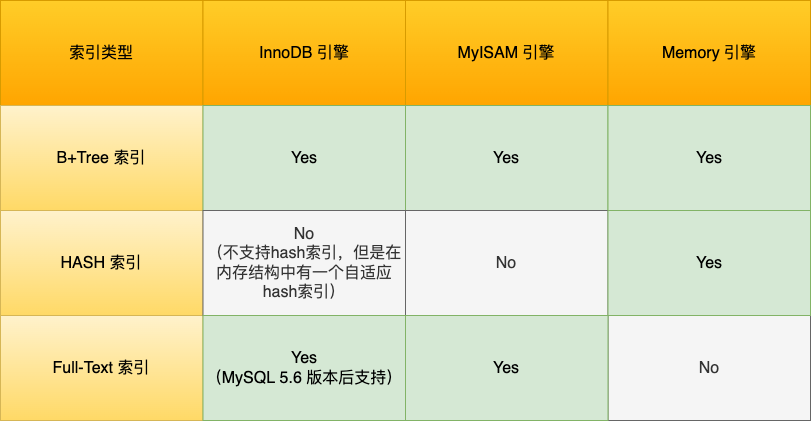 索引类型
InnoDB 引擎
MyISAM 引擎
Memory 引擎
B+Tree 索引
Yes
Yes
Yes
HASH 索引
No
（不支持hash索引，但是在
内存结构中有一个自适应
hash索引）
No
Yes
Full-Text 索引
Yes
（MySQL 5.6 版本后支持）
Yes
No